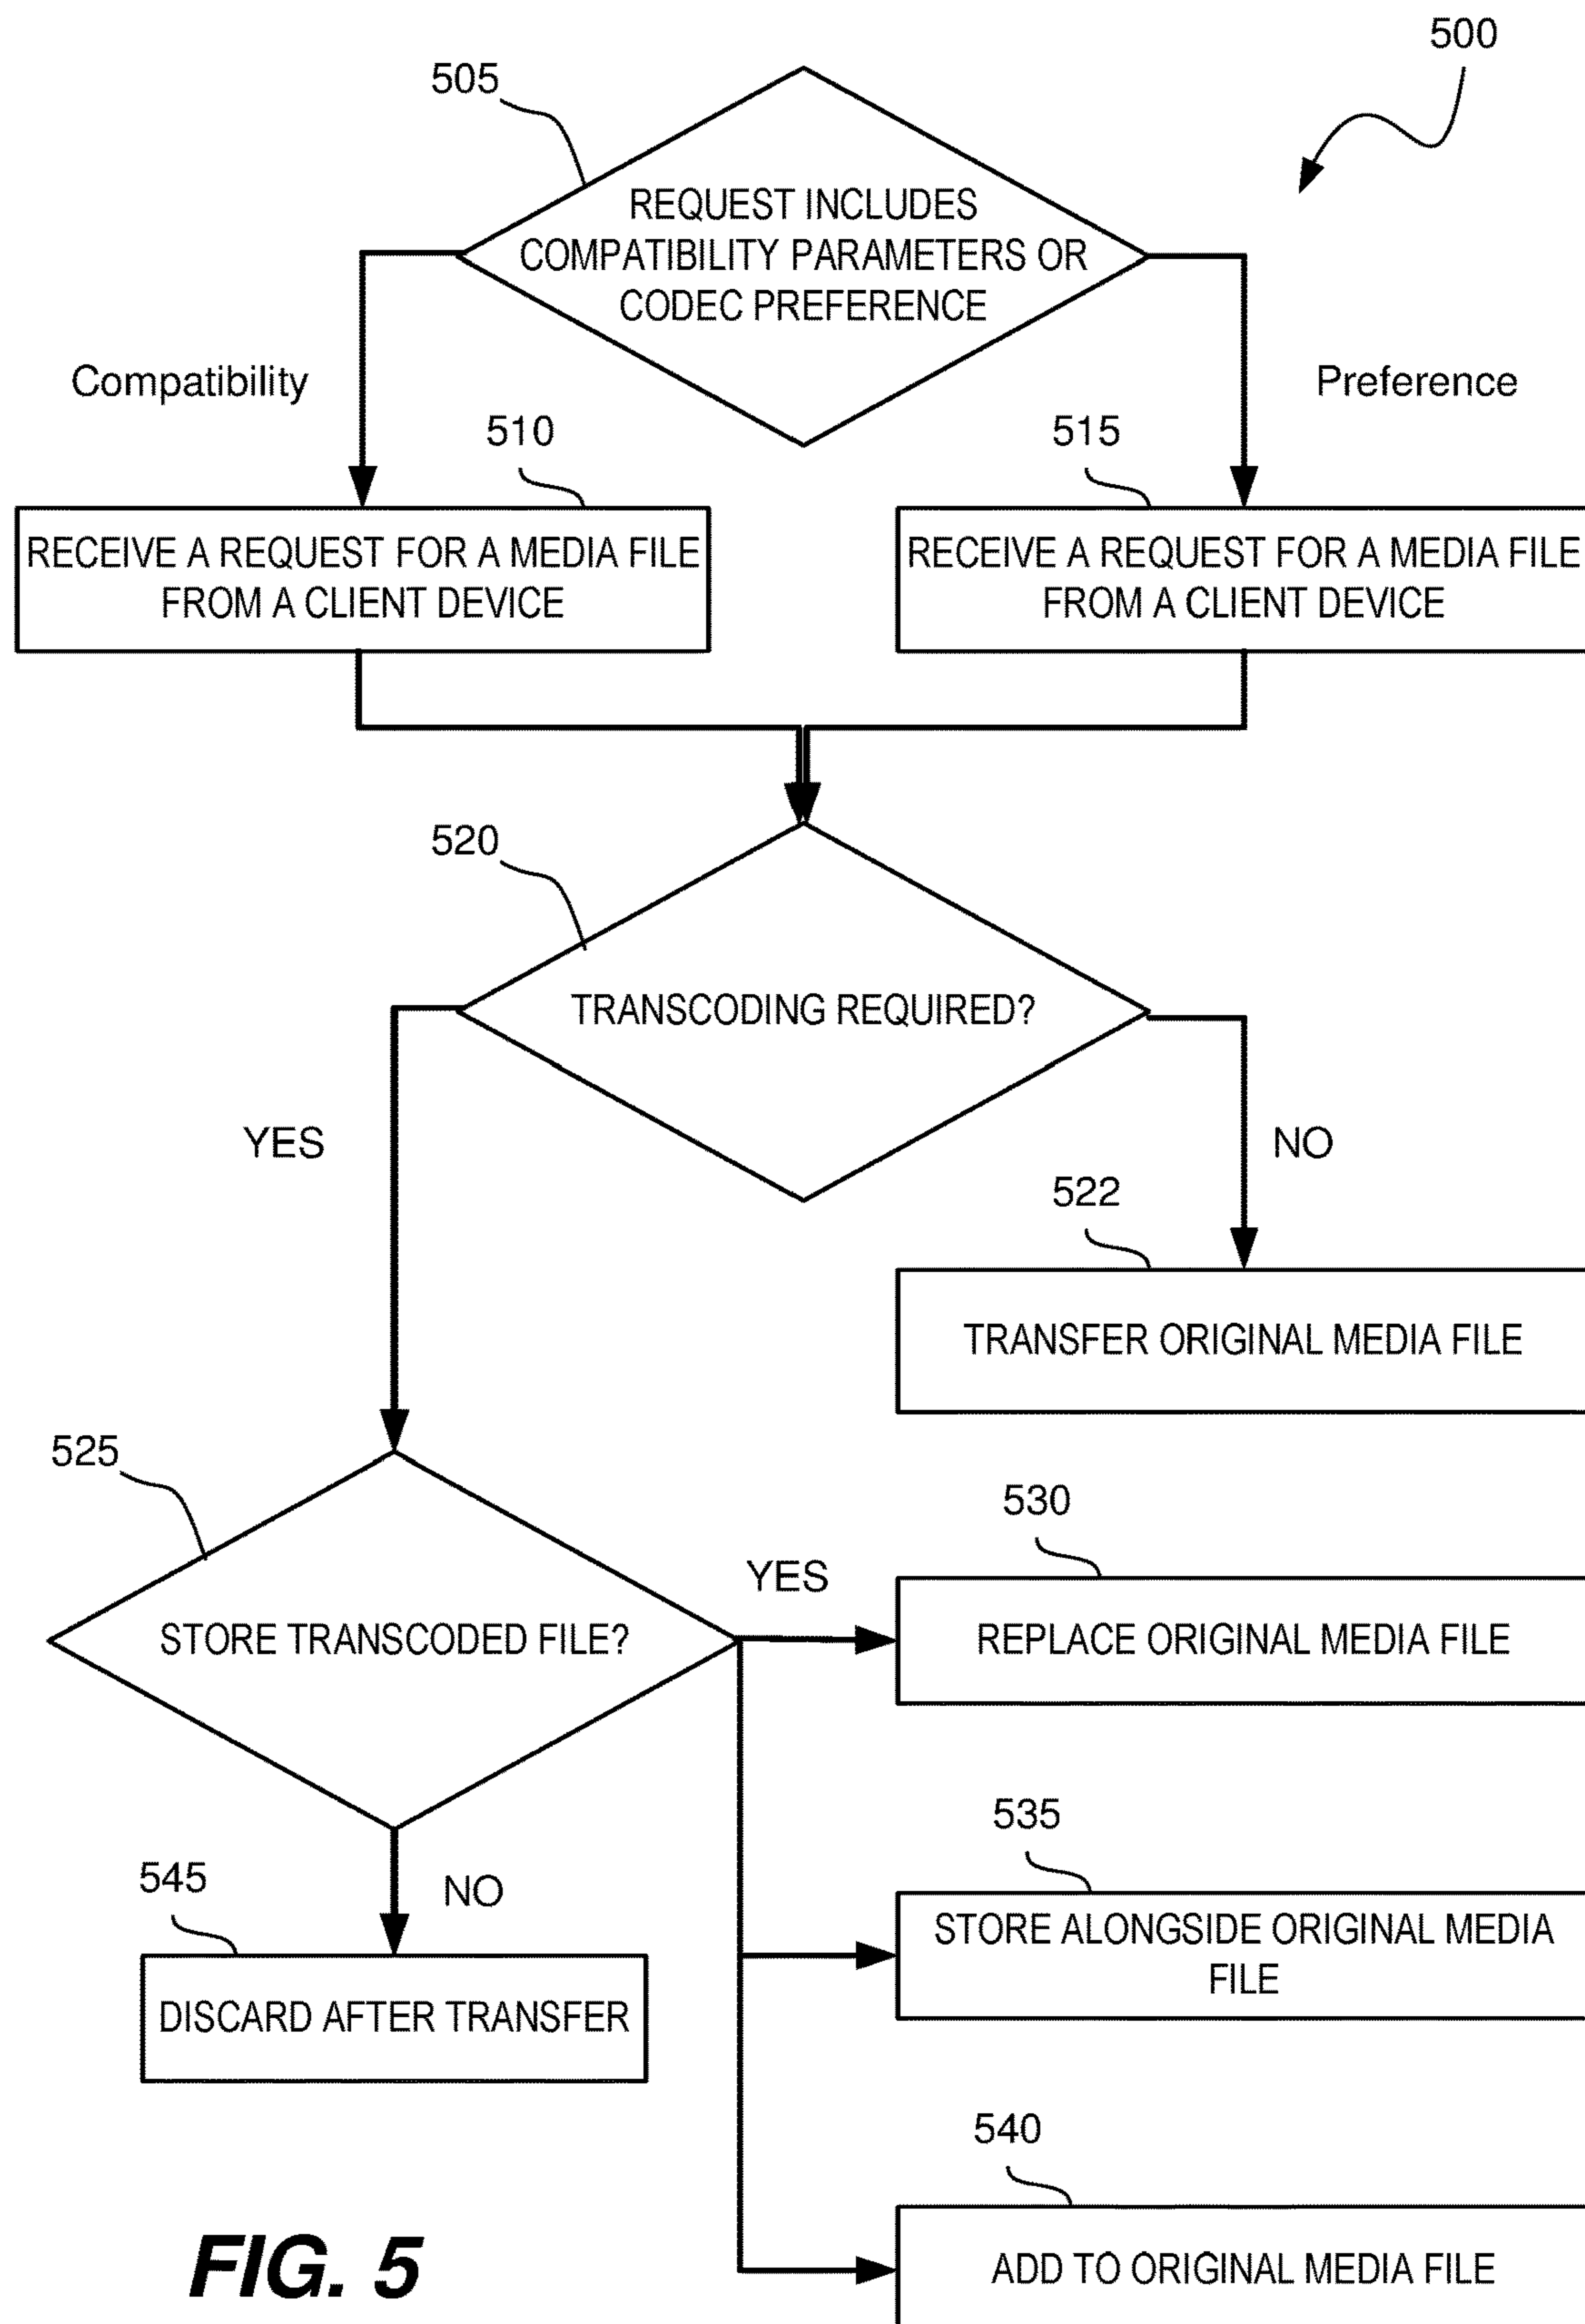 500
505
REQUEST INCLUDES
COMPATIBILITY PARAMETERS OR
CODEC PREFERENCE
Compatibility
Preference
510
515
RECEIVE A REQUEST FOR A MEDIA FILE
FROM A CLIENT DEVICE
RECEIVE A REQUEST FOR A MEDIA FILE
FROM A CLIENT DEVICE
520
TRANSCODING REQUIRED?
YES
NO
522
TRANSFER ORIGINAL MEDIA FILE
525
STORE TRANSCODED FILE?
YES
530
REPLACE ORIGINAL MEDIA FILE
535
STORE ALONGSIDE ORIGINAL MEDIA
FILE
545
NO
DISCARD AFTER TRANSFER
540
ADD TO ORIGINAL MEDIA FILE
FIG. 5